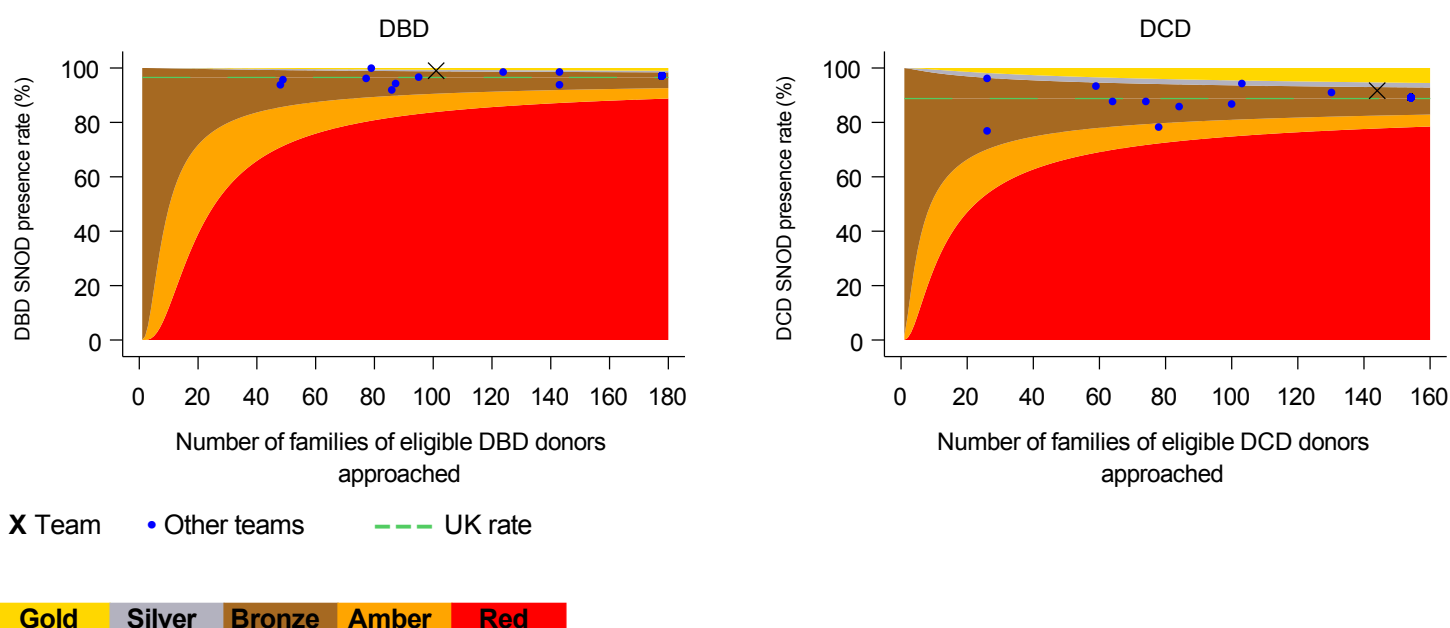 DBD
DBD SNOD presence rate (%)
100
80
60
40
20
0
0 20 40 60 80 100 120 140 160 180
Number of families of eligible DBD donors
approached
DCD
DCD SNOD presence rate (%)
100
80
60
40
20
0
0 20 40 60 80 100 120 140 160
Number of families of eligible DCD donors
approached
X Team Other teams UK rate
Gold Silver Bronze Amber Red